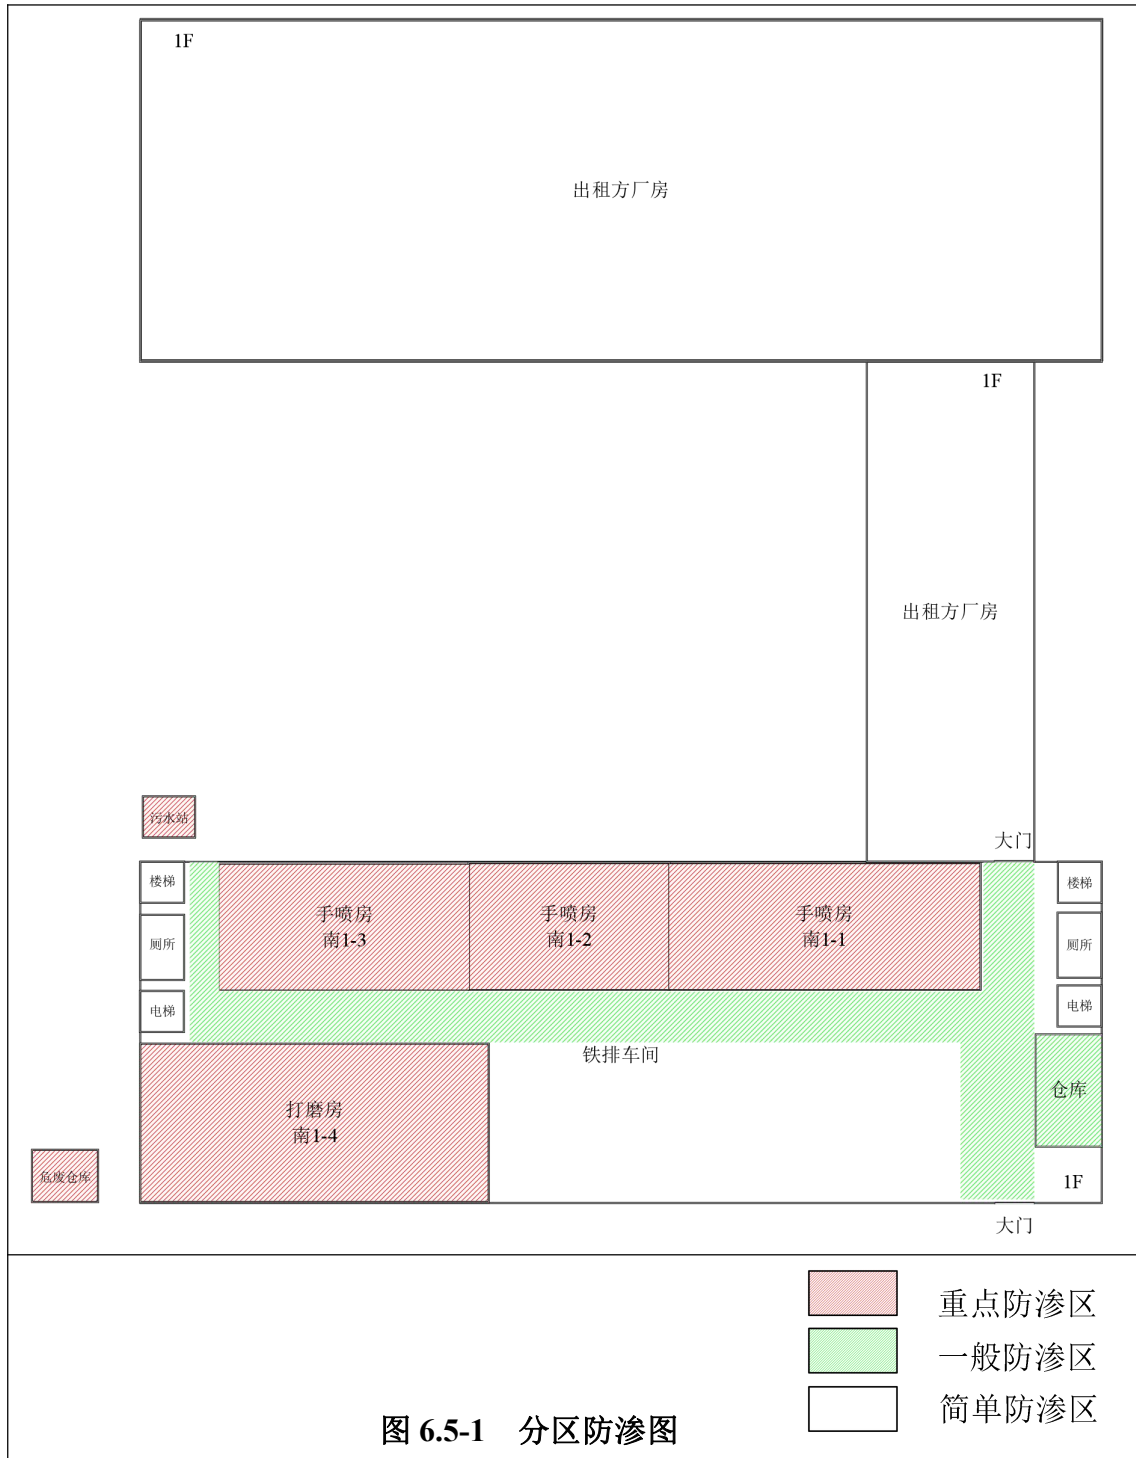 1F
出租方厂房
1F
出租方厂房
污水站
大门
楼梯
手喷房
南1-3
手喷房
南1-2
手喷房
南1-1
楼梯
厕所
厕所
电梯
电梯
铁排车间
仓库
打磨房
南1-4
危废仓库
1F
大门
重点防渗区
一般防渗区
简单防渗区
图 6.5-1 分区防渗图